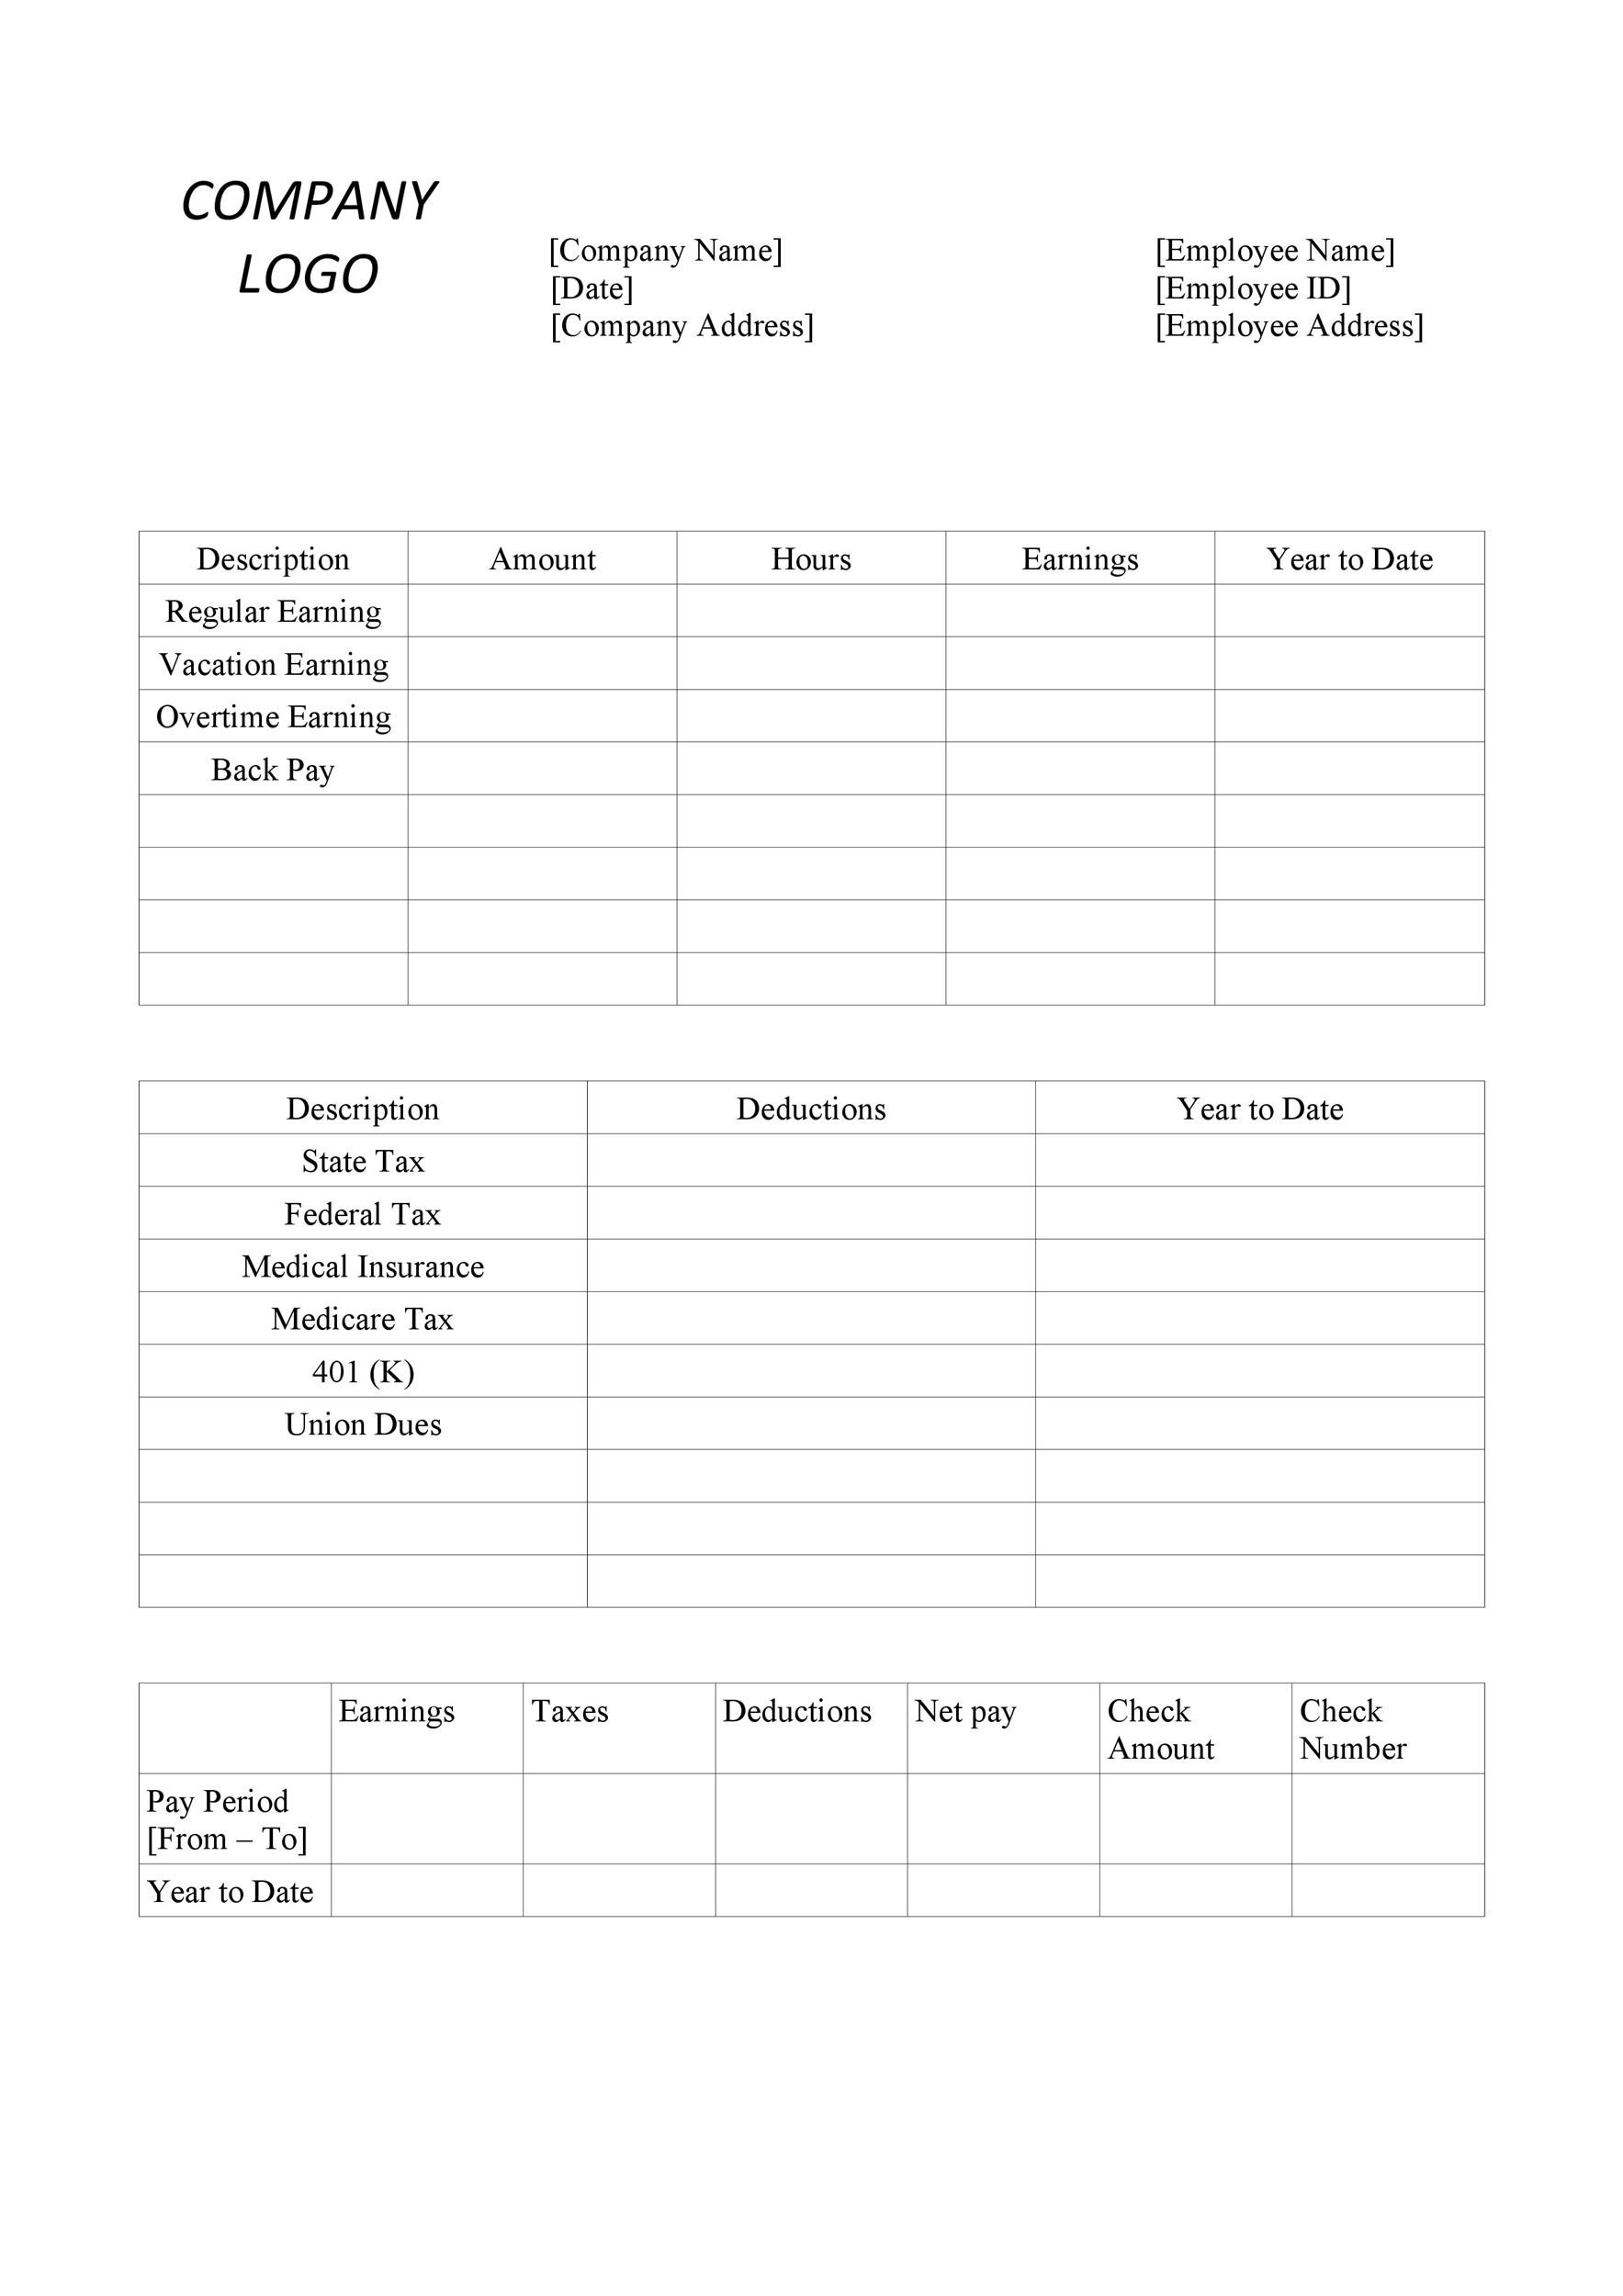 COMPANY
LOGO
[Company Name]
[Date]
[Company Address]
[Employee Name]
[Employee ID]
[Employee Address]
Description Amount Hours Earnings Year to Date
Regular Earning
Vacation Earning
Overtime Earning
Back Pay
Description Deductions Year to Date
State Tax
Federal Tax
Medical Insurance
Medicare Tax
401 (K)
Union Dues
Earnings Taxes Deductions Net pay Check Check
Amount Number
Pay Period
[From – To]
Year to Date